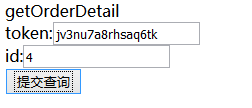 getOrderDetail
token:jv3nu7a8rhsaq6tk
id:4
提交查询